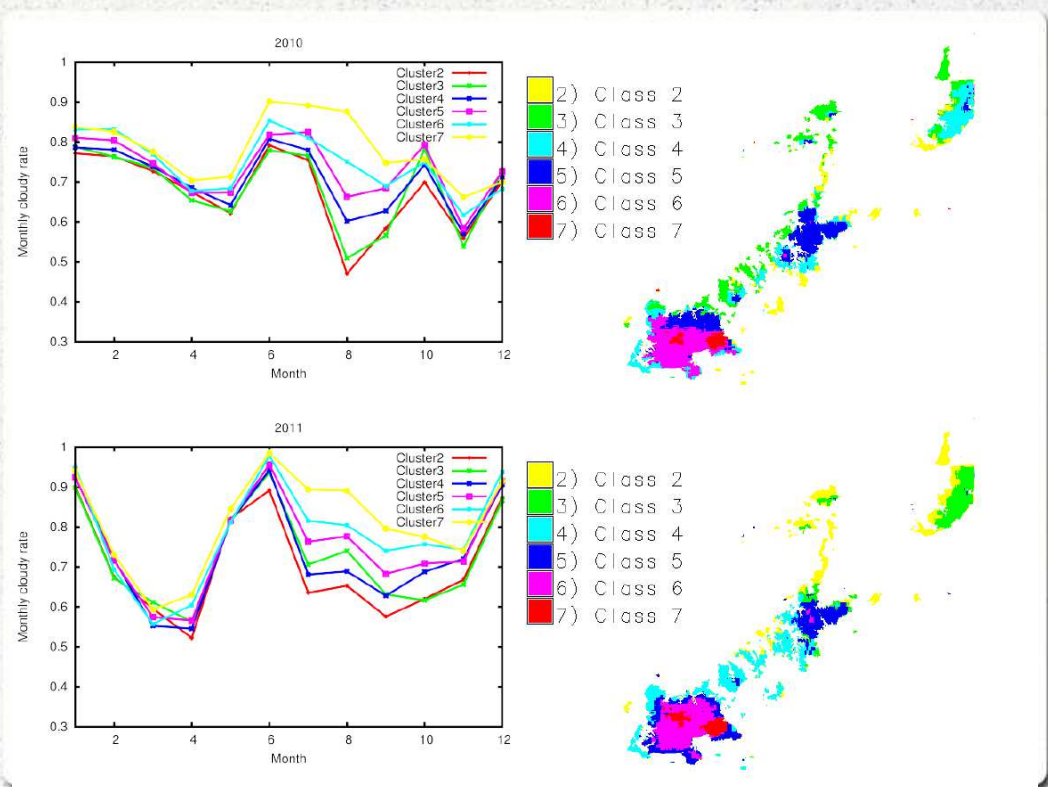 2010
Monthly cloudy rate
1
0.9
0.8
0.7
0.6
0.5
0.4
0.3
2
4
6
8
10
12
Month
Cluster2
Cluster3
Cluster4
Cluster5
Cluster6
Cluster7
2) Class 2
3) Class 3
4) Class 4
5) Class 5
6) Class 6
7) Class 7
2011
Monthly cloudy rate
1
0.9
0.8
0.7
0.6
0.5
0.4
0.3
2
4
6
8
10
12
Month
Cluster2
Cluster3
Cluster4
Cluster5
Cluster6
Cluster7
2) Class 2
3) Class 3
4) Class 4
5) Class 5
6) Class 6
7) Class 7